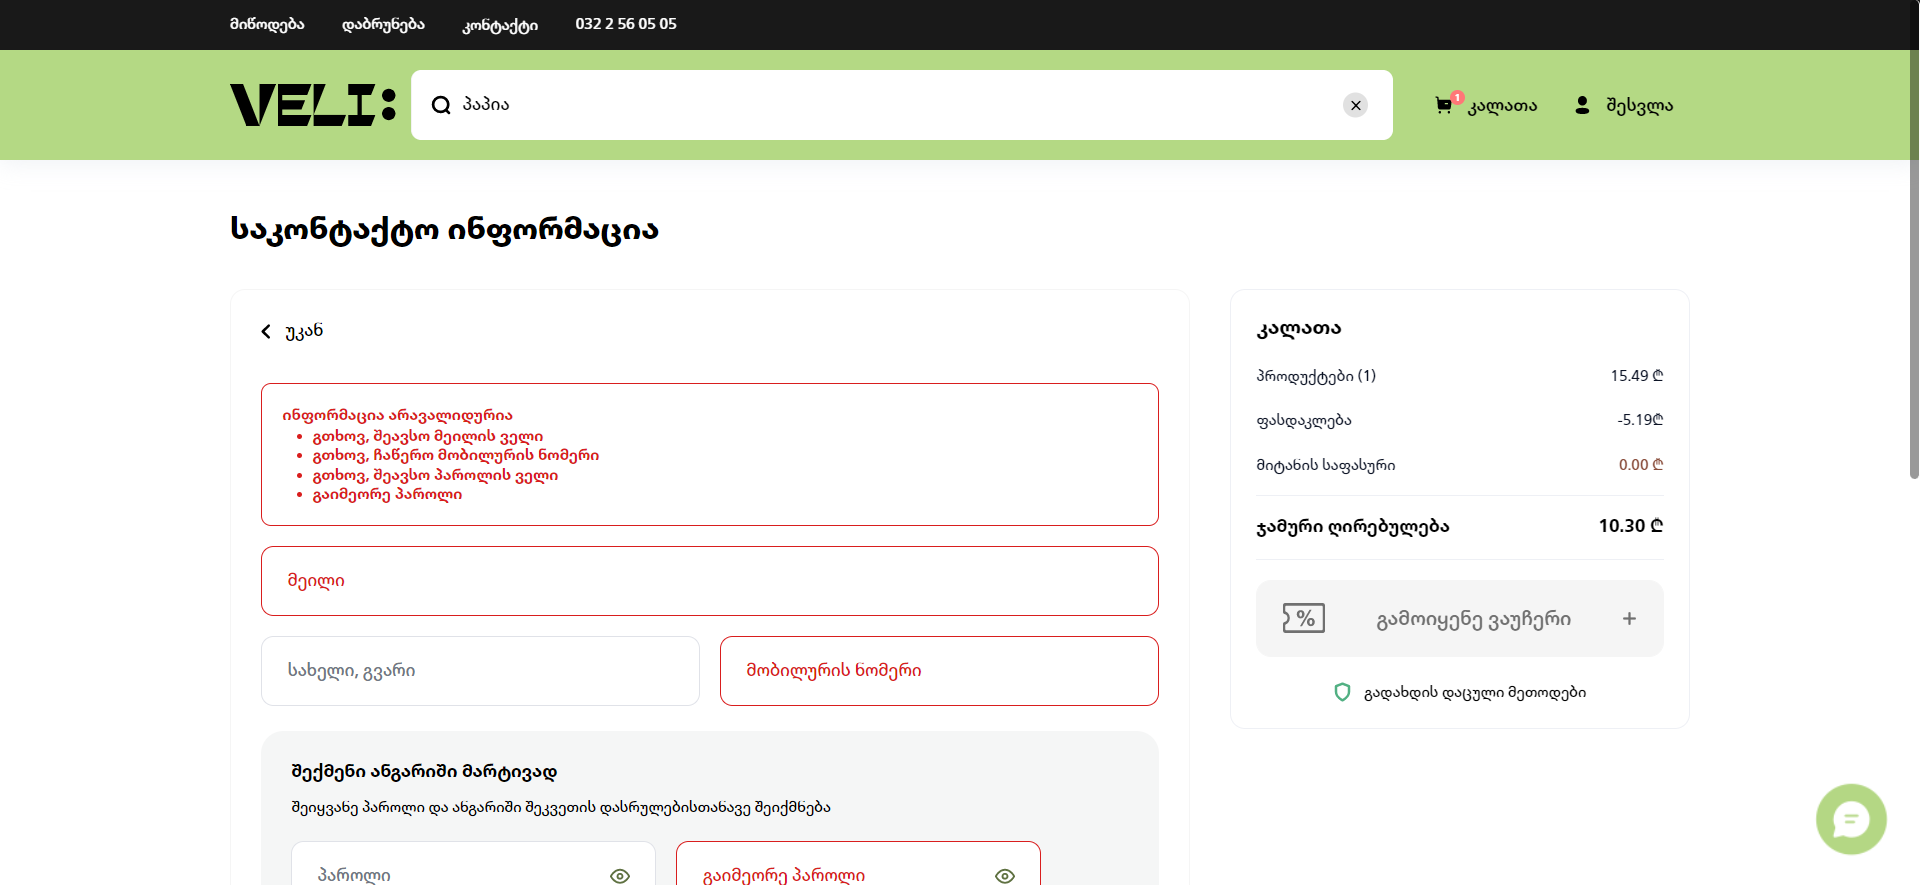 მიწოდება
დაბრუნება
კონტაქტი
032 2 56 05 05
VELI:
პაპია
1
კალათა
შესვლა
საკონტაქტო ინფორმაცია
უკან
ინფორმაცია არავალიდურია
გთხოვ, შეავსო მეილის ველი
გთხოვ, ჩაწერო მობილურის ნომერი
გთხოვ, შეავსო პაროლის ველი
გაიმეორე პაროლი
მეილი
სახელი, გვარი
მობილურის ნომერი
შექმენი ანგარიში მარტივად
შეიყვანე პაროლი და ანგარიში შეკვეთის დასრულებისთანავე შეიქმნება
პაროლი
გაიმეორე პაროლი
კალათა
პროდუქტები (1) 15.49 ₾
ფასდაკლება -5.19₾
მიტანის საფასური 0.00 ₾
ჯამური ღირებულება 10.30 ₾
% გამოიყენე ვაუჩერი +
გადახდის დაცული მეთოდები